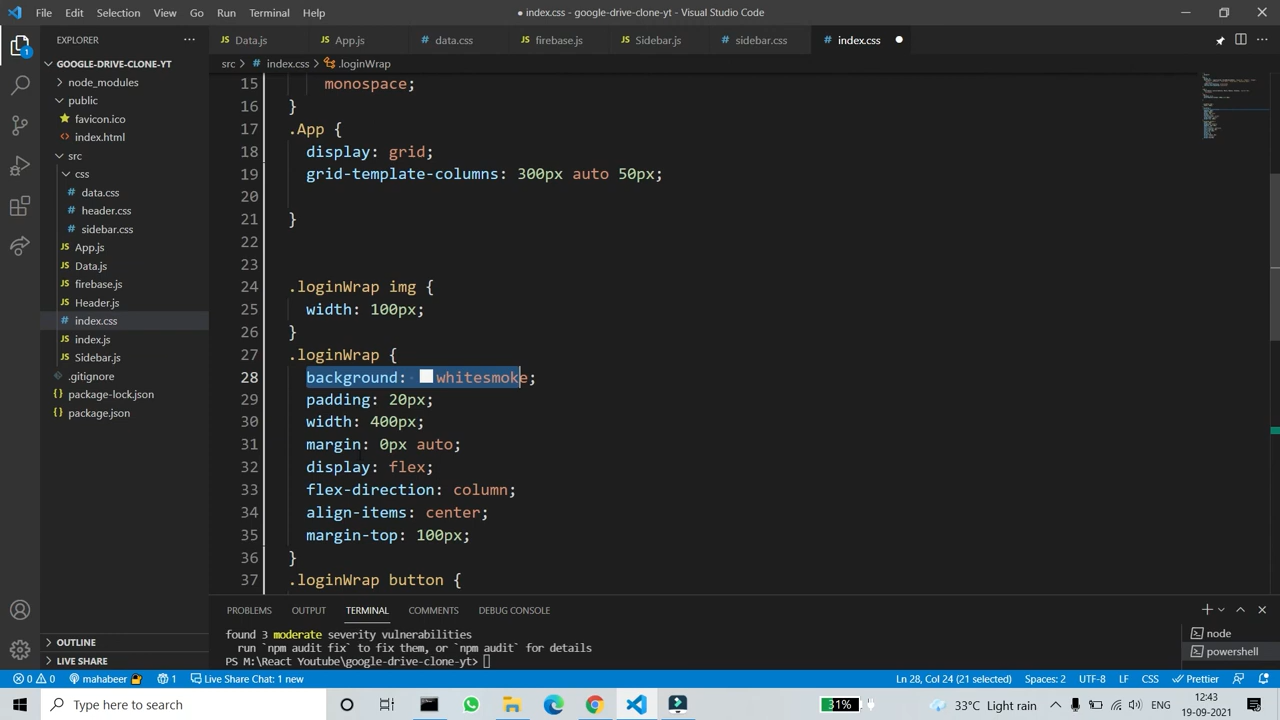 File Edit Selection View Go Run Terminal Help
● index.css - google-drive-clone-yt - Visual Studio Code
EXPLORER ···
Data.js App.js data.css firebase.js Sidebar.js sidebar.css index.css ●
GOOGLE-DRIVE-CLONE-YT
node_modules
public
favicon.ico
index.html
src
css
data.css
header.css
sidebar.css
App.js
Data.js
firebase.js
Header.js
index.css
index.js
Sidebar.js
.gitignore
package-lock.json
package.json
OUTLINE
LIVE SHARE
src > index.css > .loginWrap
15 monospace;
16 }
17 .App {
18 display: grid;
19 grid-template-columns: 300px auto 50px;
20
21 }
22
23
24 .loginWrap img {
25 width: 100px;
26 }
27 .loginWrap {
28 background: whitesmoke;
29 padding: 20px;
30 width: 400px;
31 margin: 0px auto;
32 display: flex;
33 flex-direction: column;
34 align-items: center;
35 margin-top: 100px;
36 }
37 .loginWrap button {
PROBLEMS OUTPUT TERMINAL COMMENTS DEBUG CONSOLE
found 3 moderate severity vulnerabilities
run `npm audit fix` to fix them, or `npm audit` for details
PS M:\React Youtube\google-drive-clone-yt>
node
powershell
0 0 mahabeer 1 Live Share Chat: 1 new
Ln 28, Col 24 (21 selected) Spaces: 2 UTF-8 LF CSS Prettier
Type here to search
31%
33°C Light rain
ENG
12:43
19-09-2021